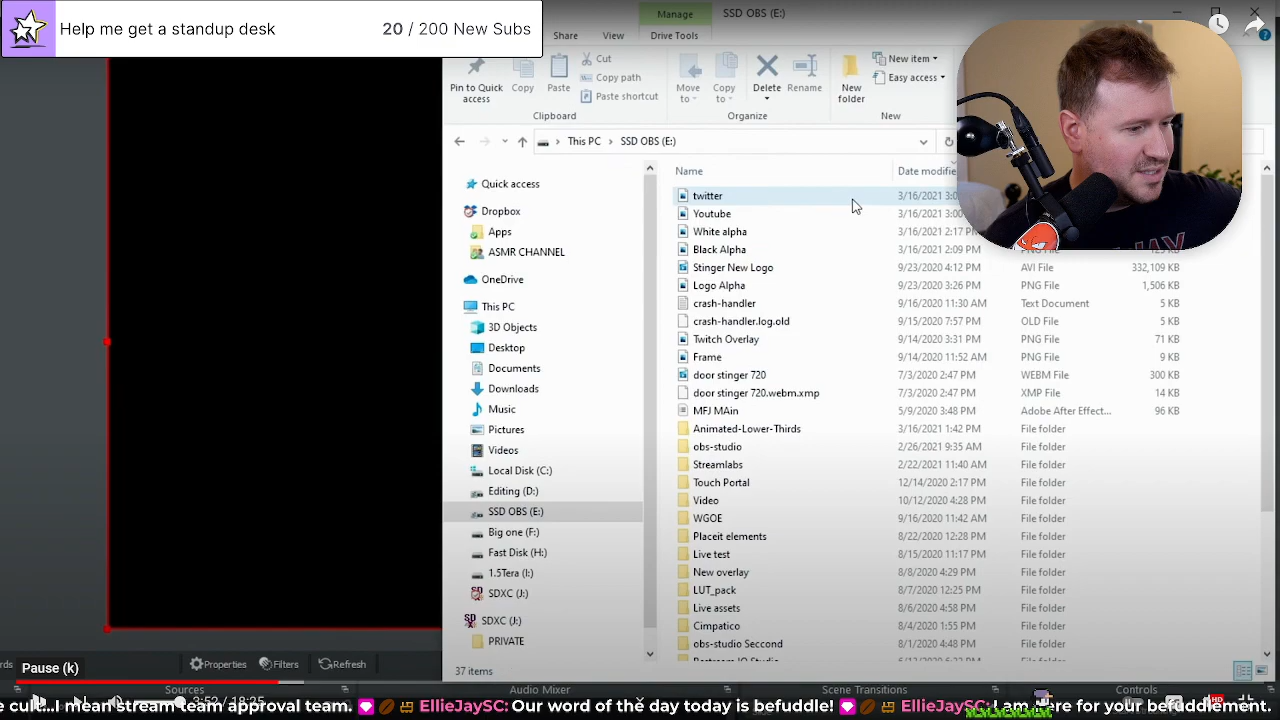 Help me get a standup desk 20 / 200 New Subs
Manage SSD OBS (E:)
Share View Drive Tools
Pin to Quick access Copy Paste Cut Copy path Paste shortcut Move to Copy to Delete Rename New folder New item Easy access
Clipboard Organize New
This PC SSD OBS (E:)
Name Date modifie
Quick access
Dropbox
Apps
ASMR CHANNEL
OneDrive
This PC
3D Objects
Desktop
Documents
Downloads
Music
Pictures
Videos
Local Disk (C:)
Editing (D:)
SSD OBS (E:)
Big one (F:)
Fast Disk (H:)
1.5Tera (I:)
SDXC (J:)
SDXC (J:)
PRIVATE
twitter 3/16/2021 3:0
Youtube 3/16/2021 3:00
White alpha 3/16/2021 2:17 P
Black Alpha 3/16/2021 2:09 PM PNG File
Stinger New Logo 9/23/2020 4:12 PM AVI File 332,109 KB
Logo Alpha 9/23/2020 3:26 PM PNG File 1,506 KB
crash-handler 9/16/2020 11:30 AM Text Document 5 KB
crash-handler.log.old 9/15/2020 7:57 PM OLD File 5 KB
Twitch Overlay 9/14/2020 3:31 PM PNG File 71 KB
Frame 9/14/2020 11:52 AM PNG File 9 KB
door stinger 720 7/3/2020 2:47 PM WEBM File 300 KB
door stinger 720.webm.xmp 7/3/2020 2:47 PM XMP File 14 KB
MFJ MAin 5/9/2020 3:48 PM Adobe After Effect... 96 KB
Animated-Lower-Thirds 3/16/2021 1:42 PM File folder
obs-studio 2/26/2021 9:35 AM File folder
Streamlabs 2/22/2021 11:40 AM File folder
Touch Portal 12/14/2020 2:17 PM File folder
Video 10/12/2020 4:28 PM File folder
WGOE 9/16/2020 11:42 AM File folder
Placeit elements 8/22/2020 12:28 PM File folder
Live test 8/15/2020 11:17 PM File folder
New overlay 8/8/2020 4:29 PM File folder
LUT_pack 8/7/2020 12:25 PM File folder
Live assets 8/6/2020 4:58 PM File folder
Cimpatico 8/4/2020 1:55 PM File folder
obs-studio Seccond 8/1/2020 4:48 PM File folder
37 items
rds Pause (k) Properties Filters Refresh
Sources Audio Mixer Scene Transitions Controls
3:52 / 18:25 HD
e cult... I mean stream team approval team. EllieJaySC: Our word of the day today is befuddle! EllieJaySC: I am here for your befuddlement.